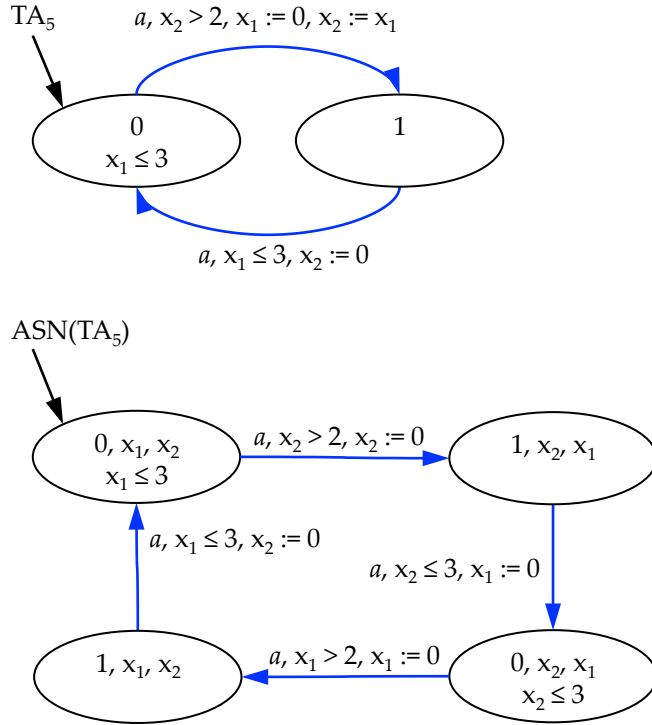 TA₅
a, x₂ > 2, x₁ := 0, x₂ := x₁
0
x₁ ≤ 3
1
a, x₁ ≤ 3, x₂ := 0
ASN(TA₅)
0, x₁, x₂
x₁ ≤ 3
a, x₂ > 2, x₂ := 0
1, x₂, x₁
a, x₁ ≤ 3, x₂ := 0
a, x₂ ≤ 3, x₁ := 0
1, x₁, x₂
a, x₁ > 2, x₁ := 0
0, x₂, x₁
x₂ ≤ 3